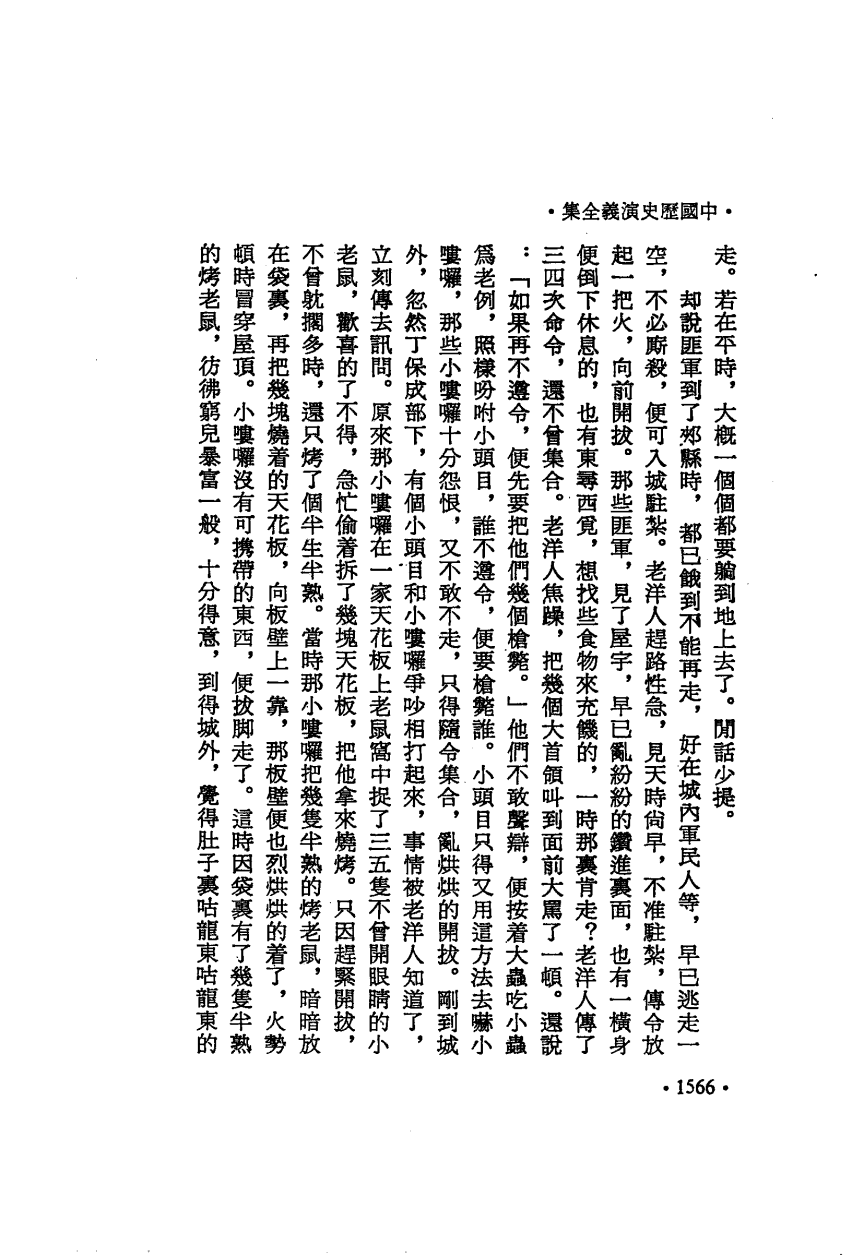 •中國歷史演義全集•
走。若在平時，大概一個個都要躺到地上去了。閒話少提。
却說匪軍到了郟縣時，都已餓到不能再走，好在城內軍民人等，早已逃走一
空，不必廝殺，便可入城駐紮。老洋人趕路性急，見天時尙早，不准駐紮，傳令放
起一把火，向前開拔。那些匪軍，見了屋宇，早已亂紛紛的鑽進裏面，也有一橫身
便倒下休息的，也有東尋西覓，想找些食物來充饑的，一時那裏肯走？老洋人傳了
三四次命令，還不曾集合。老洋人焦躁，把幾個大首領叫到面前大罵了一頓。還說
：「如果再不遵令，便先要把他們幾個槍斃。」他們不敢聲辯，便按着大蟲吃小蟲
爲老例，照樣吩咐小頭目，誰不遵令，便要槍斃誰。小頭目只得又用這方法去嚇小
嘍囉，那些小嘍囉十分怨恨，又不敢不走，只得隨令集合，亂烘烘的開拔。剛到城
外，忽然丁保成部下，有個小頭目和小嘍囉爭吵相打起來，事情被老洋人知道了，
立刻傳去訊問。原來那小嘍囉在一家天花板上老鼠窩中捉了三五隻不曾開眼睛的小
老鼠，歡喜的了不得，急忙偷着拆了幾塊天花板，把他拿來燒烤。只因趕緊開拔，
不曾躭擱多時，還只烤了個半生半熟。當時那小嘍囉把幾隻半熟的烤老鼠，暗暗放
在袋裏，再把幾塊燒着的天花板，向板壁上一靠，那板壁便也烈烘烘的着了，火勢
頓時冒穿屋頂。小嘍囉沒有可攜帶的東西，便拔脚走了。這時因袋裏有了幾隻半熟
的烤老鼠，彷彿窮兒暴富一般，十分得意，到得城外，覺得肚子裏咕龍東咕龍東的
•1566•